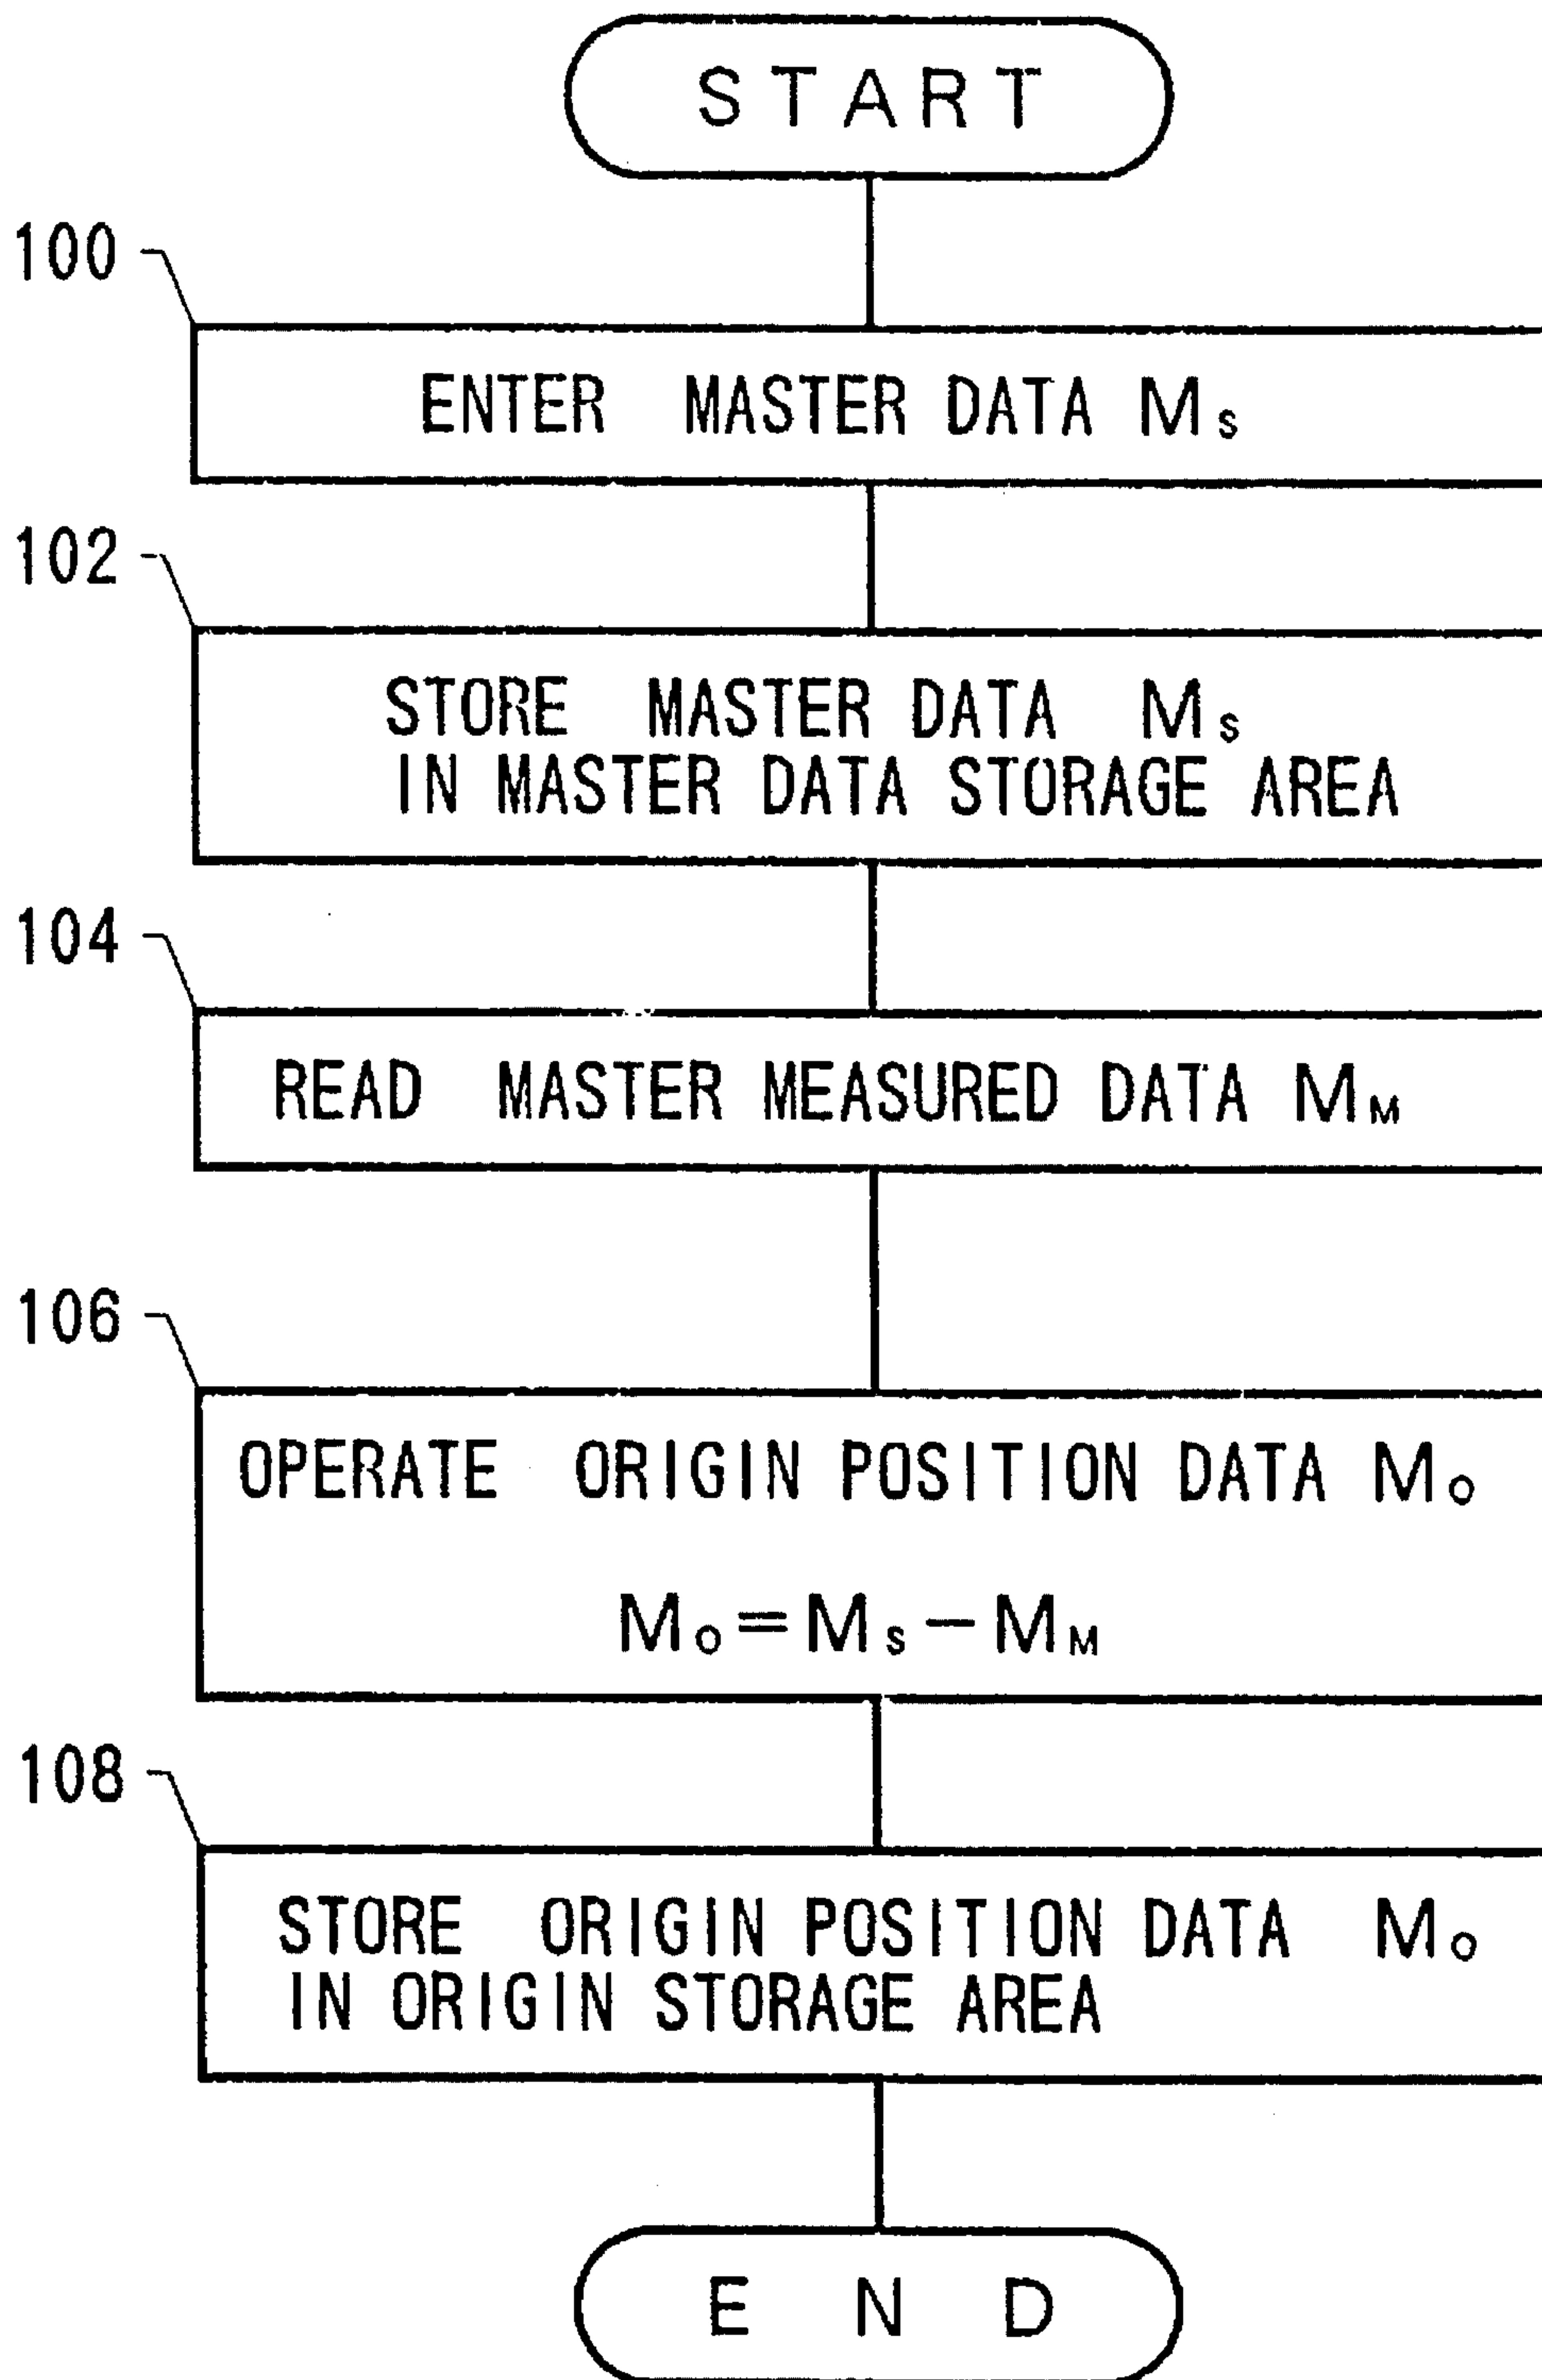 START
100
ENTER MASTER DATA Ms
102
STORE MASTER DATA Ms
IN MASTER DATA STORAGE AREA
104
READ MASTER MEASURED DATA MM
106
OPERATE ORIGIN POSITION DATA Mo
Mo=Ms−MM
108
STORE ORIGIN POSITION DATA Mo
IN ORIGIN STORAGE AREA
END